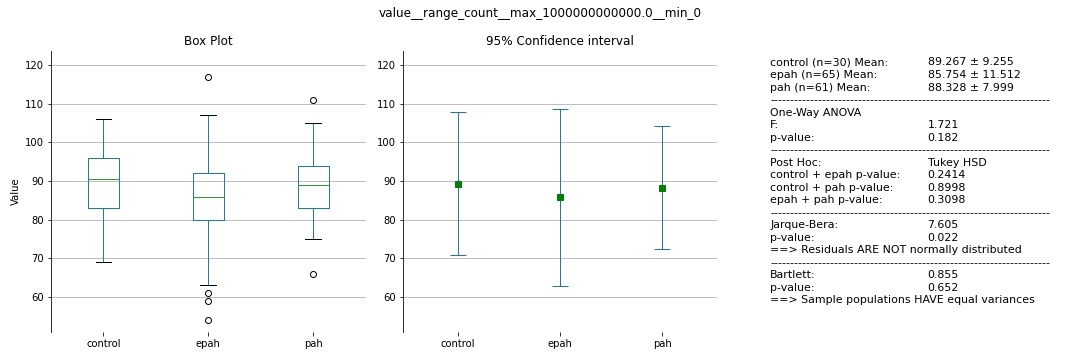 value__range_count__max_1000000000000.0__min_0
Box Plot
120
110
100
90
80
70
60
Value
control epah pah
95% Confidence interval
120
110
100
90
80
70
60
control epah pah
control (n=30) Mean: 89.267 ± 9.255
epah (n=65) Mean: 85.754 ± 11.512
pah (n=61) Mean: 88.328 ± 7.999
One-Way ANOVA
F: 1.721
p-value: 0.182
Post Hoc: Tukey HSD
control + epah p-value: 0.2414
control + pah p-value: 0.8998
epah + pah p-value: 0.3098
Jarque-Bera: 7.605
p-value: 0.022
==> Residuals ARE NOT normally distributed
Bartlett: 0.855
p-value: 0.652
==> Sample populations HAVE equal variances